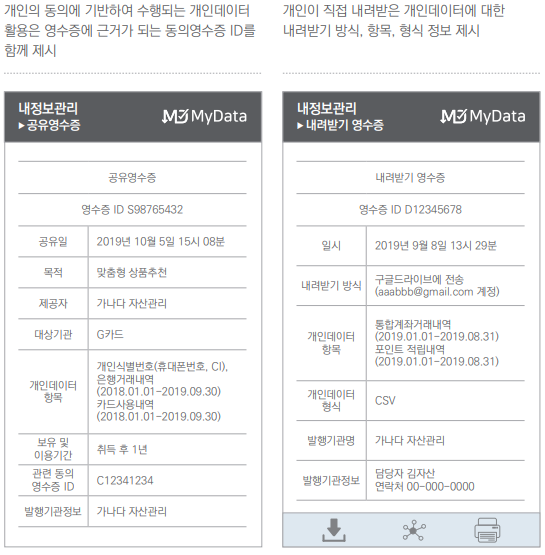 개인의 동의에 기반하여 수행되는 개인데이터
활용은 영수증에 근거가 되는 동의영수증 ID를
함께 제시
개인이 직접 내려받은 개인데이터에 대한
내려받기 방식, 항목, 형식 정보 제시
내정보관리
▶ 공유영수증
MyData
공유영수증
영수증 ID S98765432
공유일 2019년 10월 5일 15시 08분
목적 맞춤형 상품추천
제공자 가나다 자산관리
대상기관 G카드
개인데이터
항목
개인식별번호(휴대폰번호, CI),
은행거래내역
(2018.01.01-2019.09.30)
카드사용내역
(2018.01.01-2019.09.30)
보유 및
이용기간
취득 후 1년
관련 동의
영수증 ID
C12341234
발행기관정보 가나다 자산관리
내정보관리
▶ 내려받기 영수증
MyData
내려받기 영수증
영수증 ID D12345678
일시 2019년 9월 8일 13시 29분
내려받기 방식
구글드라이브에 전송
(aaabbb@gmail.com 계정)
개인데이터
항목
통합계좌거래내역
(2019.01.01-2019.08.31)
포인트 적립내역
(2019.01.01-2019.08.31)
개인데이터
형식
CSV
발행기관명 가나다 자산관리
발행기관정보
담당자 김자산
연락처 00-000-0000